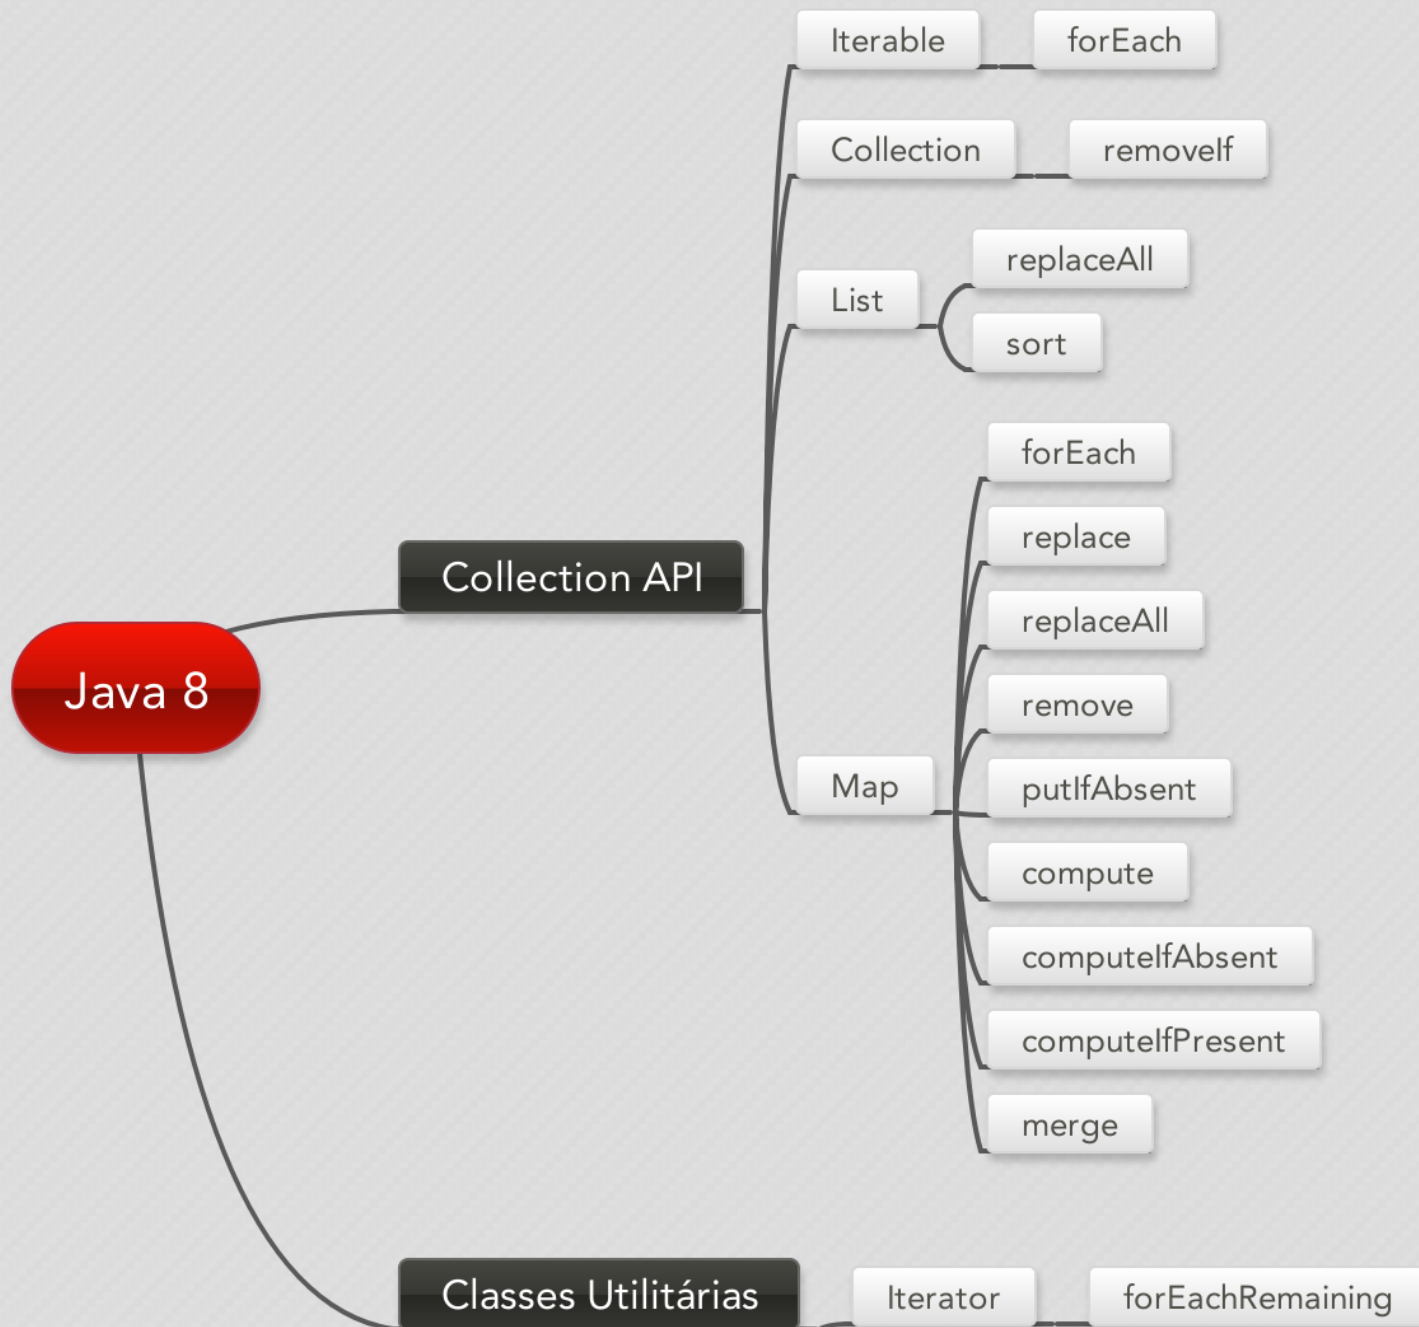 Java 8
Collection API
Iterable
forEach
Collection
removeIf
List
replaceAll
sort
Map
forEach
replace
replaceAll
remove
putIfAbsent
compute
computeIfAbsent
computeIfPresent
merge
Classes Utilitárias
Iterator
forEachRemaining